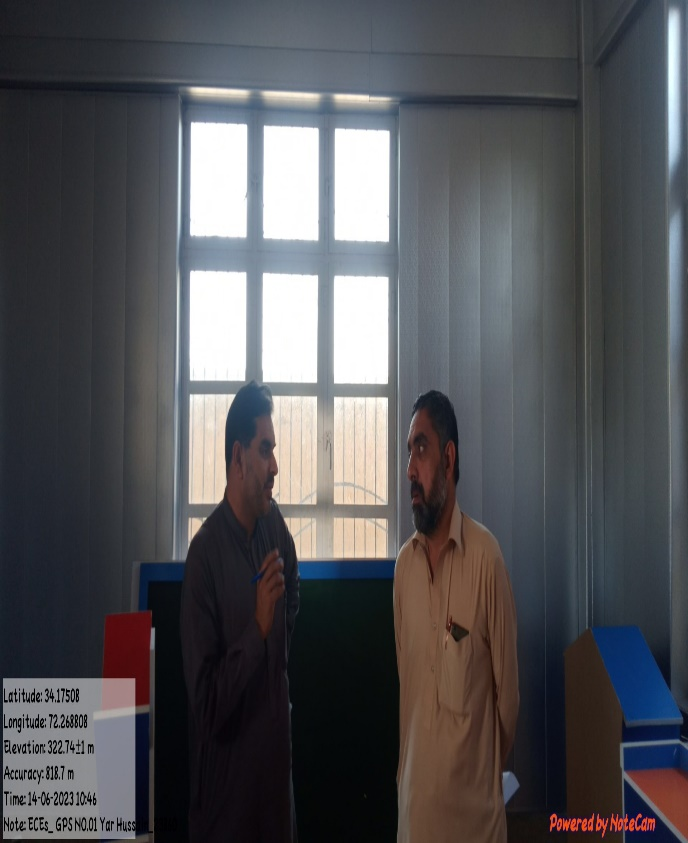 Latitude: 34.17508
Longitude: 72.268808
Elevation: 322.74±1 m
Accuracy: 818.7 m
Time: 14-06-2023 10:46
Note: ECEs_ GPS NO.01 Yar Huss
Powered by NoteCam